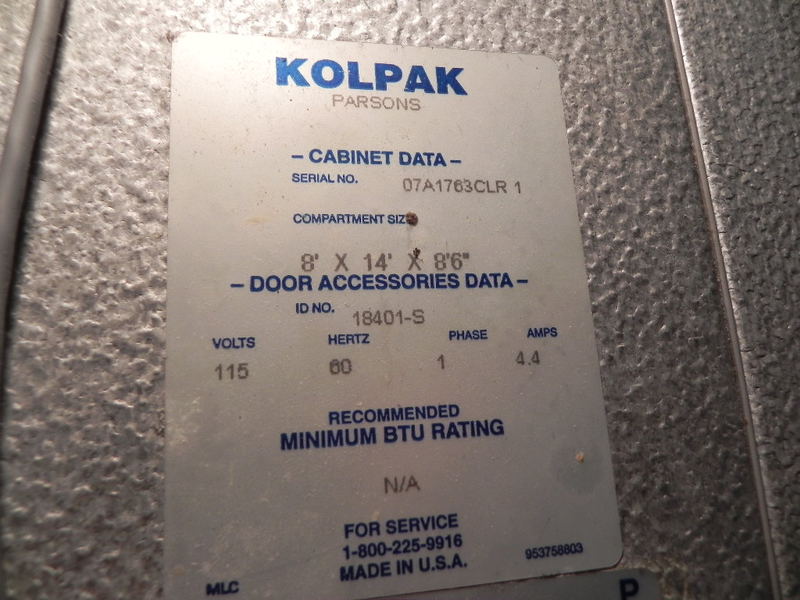 KOLPAK
PARSONS
– CABINET DATA –
SERIAL NO. 07A1763CLR 1
COMPARTMENT SIZE
8' X 14' X 8'6"
– DOOR ACCESSORIES DATA –
ID NO. 18401-S
VOLTS HERTZ PHASE AMPS
115 60 1 4.4
RECOMMENDED
MINIMUM BTU RATING
N/A
FOR SERVICE
1-800-225-9916
MADE IN U.S.A.
953758803
MLC
P